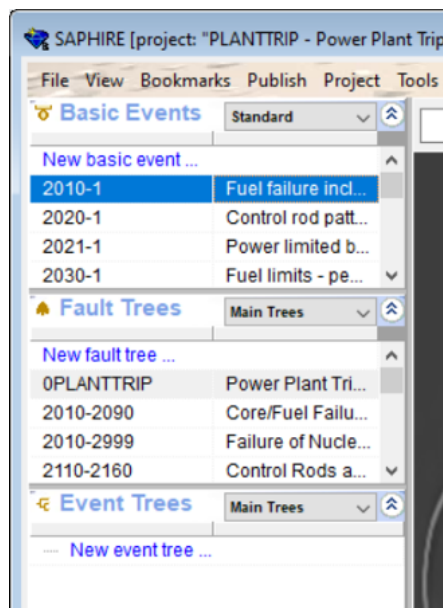 SAPHIRE [project: "PLANTTRIP - Power Plant Trip
File View Bookmarks Publish Project Tools
Basic Events Standard
New basic event ...
2010-1 Fuel failure incl...
2020-1 Control rod patt...
2021-1 Power limited b...
2030-1 Fuel limits - pe...
Fault Trees Main Trees
New fault tree ...
0PLANTTRIP Power Plant Tri...
2010-2090 Core/Fuel Failu...
2010-2999 Failure of Nucle...
2110-2160 Control Rods a...
Event Trees Main Trees
New event tree ...